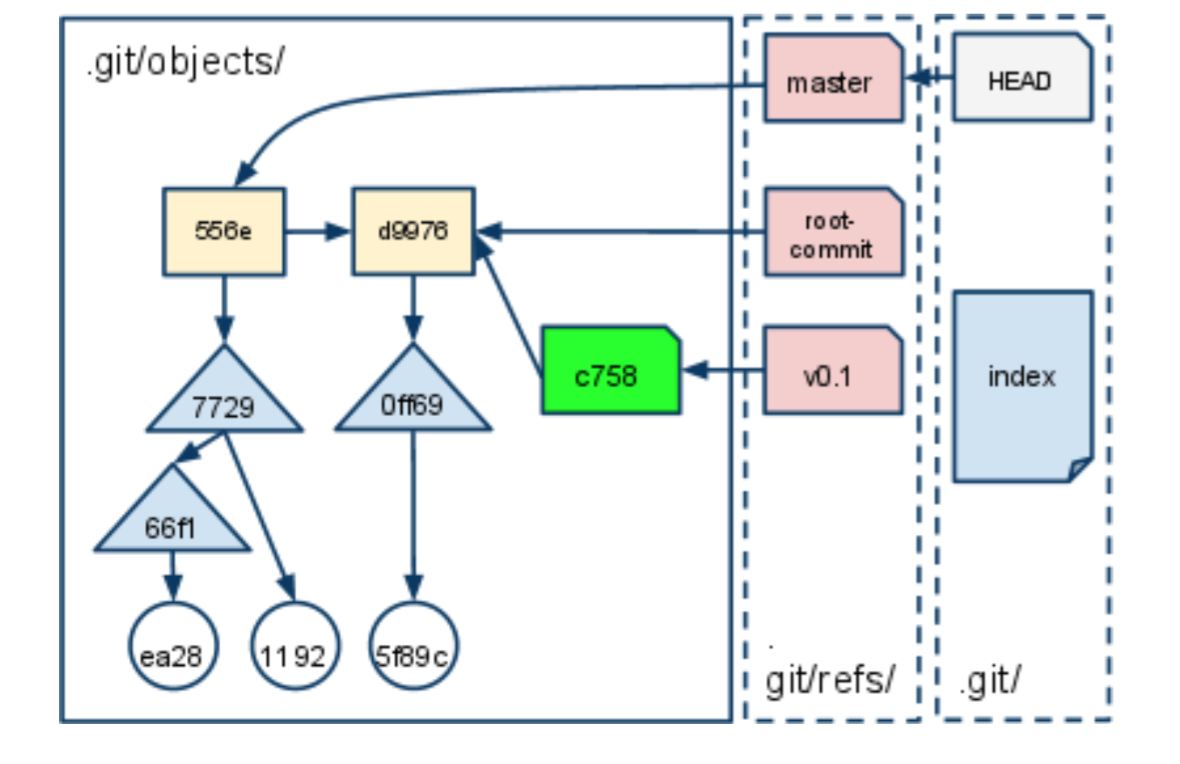 .git/objects/
master
HEAD
556e
d9976
root-
commit
7729
0ff69
c758
v0.1
index
66f1
ea28
1192
5f89c
.
git/refs/
.git/